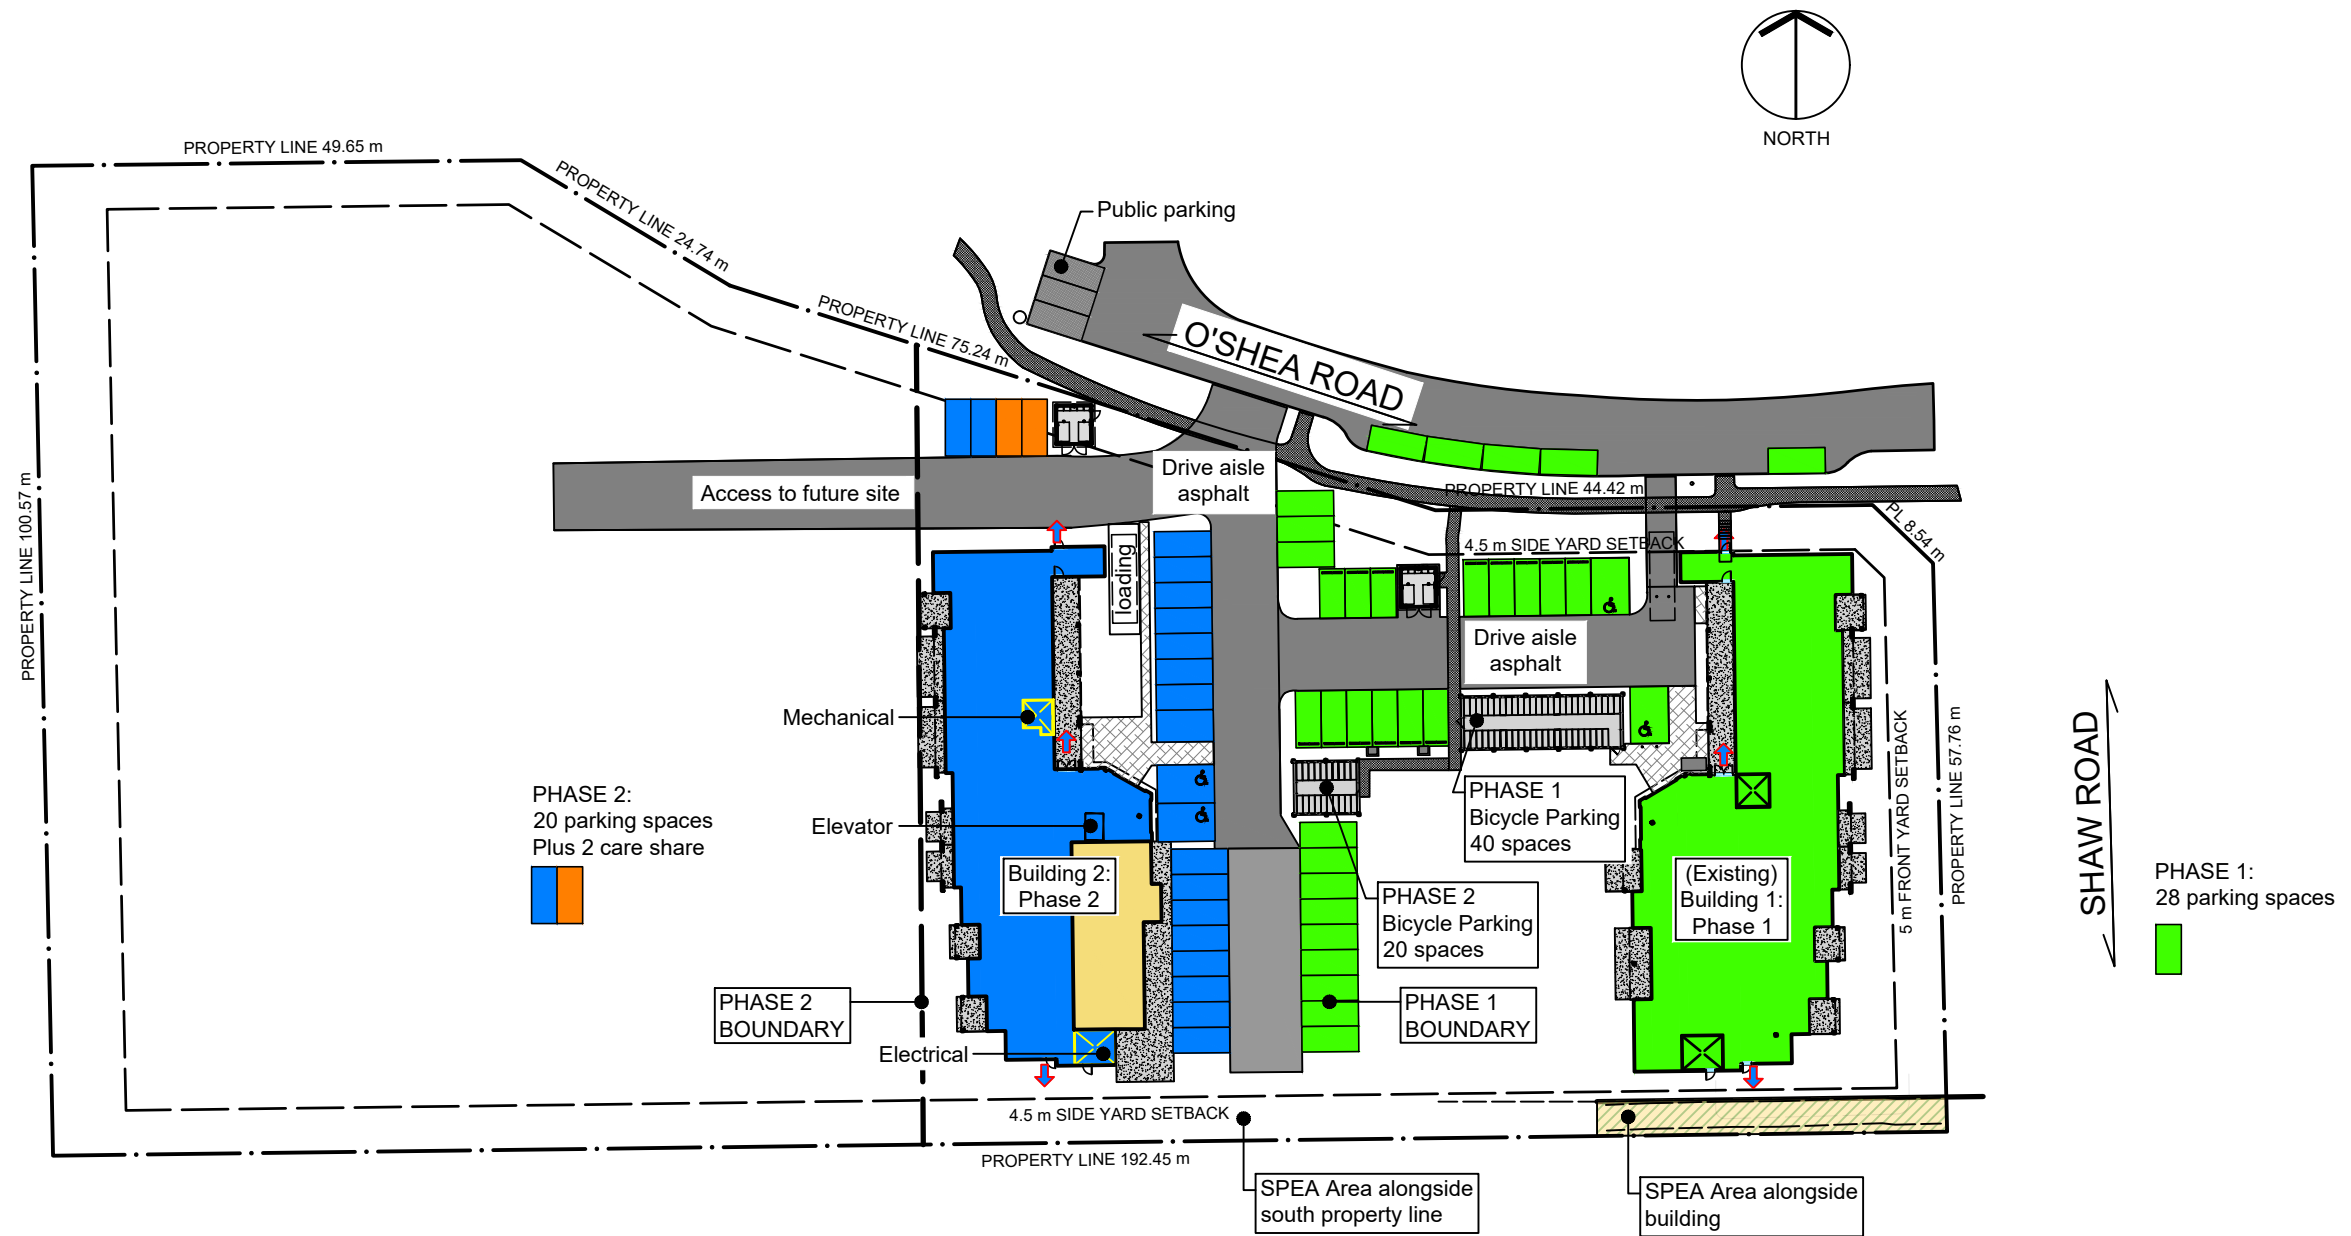 NORTH
PROPERTY LINE 49.65 m
PROPERTY LINE 24.74 m
Public parking
PROPERTY LINE 75.24 m
O'SHEA ROAD
Access to future site
Drive aisle
asphalt
PROPERTY LINE 44.42 m
PL 8.54 m
4.5 m SIDE YARD SETBACK
loading
PROPERTY LINE 100.57 m
Drive aisle
asphalt
Mechanical
PHASE 2:
20 parking spaces
Plus 2 care share
Elevator
PHASE 1
Bicycle Parking
40 spaces
Building 2:
Phase 2
(Existing)
Building 1:
Phase 1
PHASE 2
Bicycle Parking
20 spaces
5 m FRONT YARD SETBACK
PROPERTY LINE 57.76 m
SHAW ROAD
PHASE 1:
28 parking spaces
PHASE 2
BOUNDARY
PHASE 1
BOUNDARY
Electrical
4.5 m SIDE YARD SETBACK
PROPERTY LINE 192.45 m
SPEA Area alongside
south property line
SPEA Area alongside
building